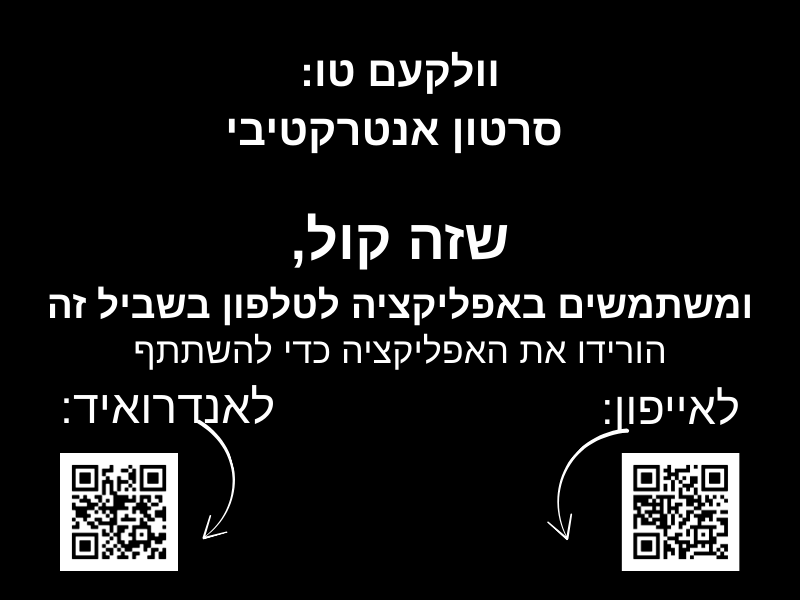 וולקעם טו:
סרטון אנטרקטיבי
שזה קול,
ומשתמשים באפליקציה לטלפון בשביל זה
הורידו את האפליקציה כדי להשתתף
לאייפון:
לאנדרואיד: